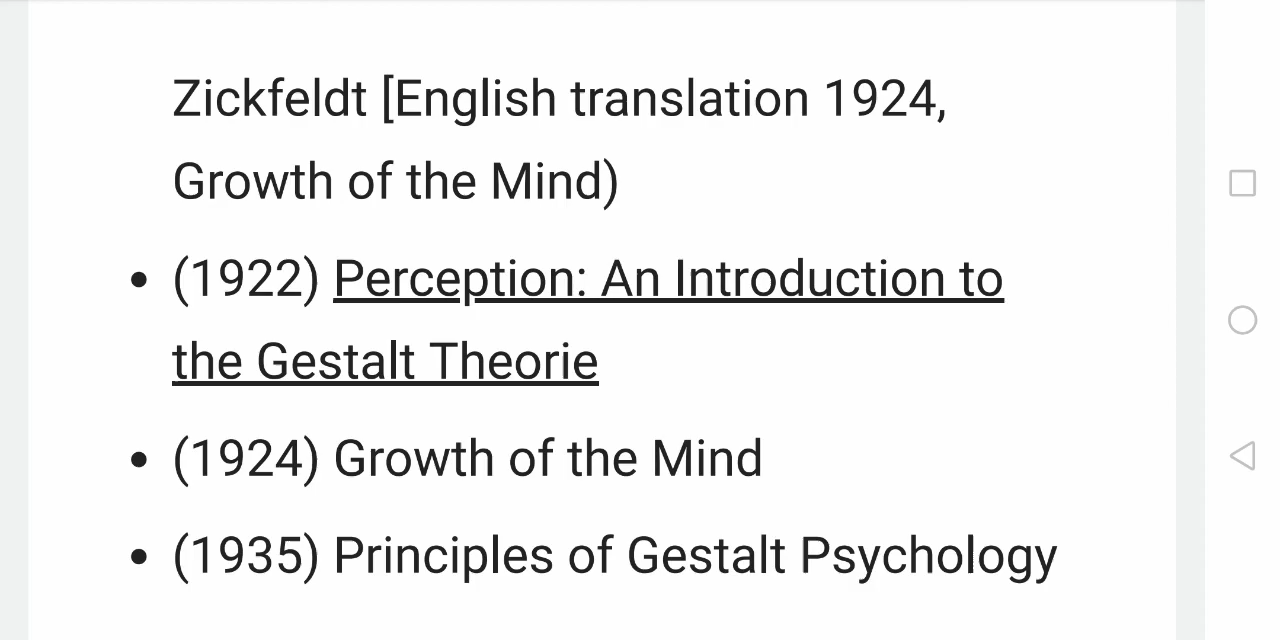 Zickfeldt [English translation 1924,
Growth of the Mind)
• (1922) Perception: An Introduction to
the Gestalt Theorie
• (1924) Growth of the Mind
• (1935) Principles of Gestalt Psychology